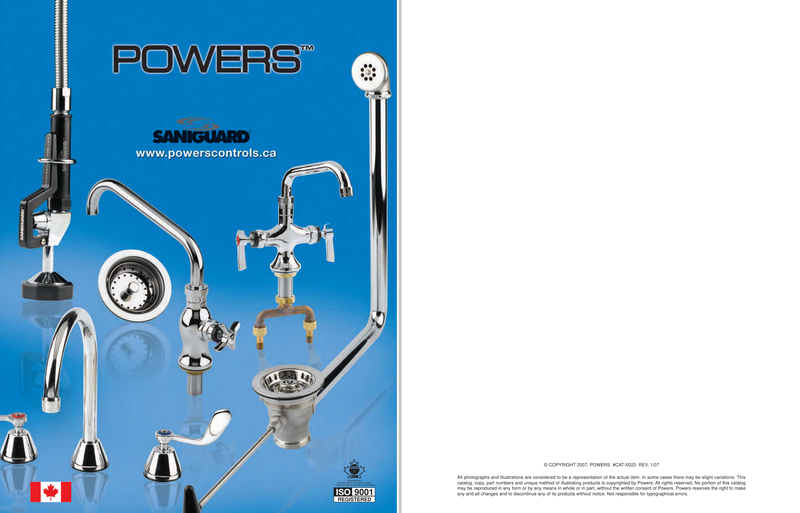 POWERS™
SANIGUARD
www.powerscontrols.ca
SANIGUARD
ISO 9001
REGISTERED
© COPYRIGHT 2007, POWERS #CAT-X023 REV. 1/07
All photographs and illustrations are considered to be a representation of the actual item. In some cases there may be slight variations. This
catalog, copy, part numbers and unique method of illustrating products is copyrighted by Powers. All rights reserved. No portion of this catalog
may be reproduced in any form or by any means in whole or in part, without the written consent of Powers. Powers reserves the right to make
any and all changes and to discontinue any of its products without notice. Not responsible for typographical errors.